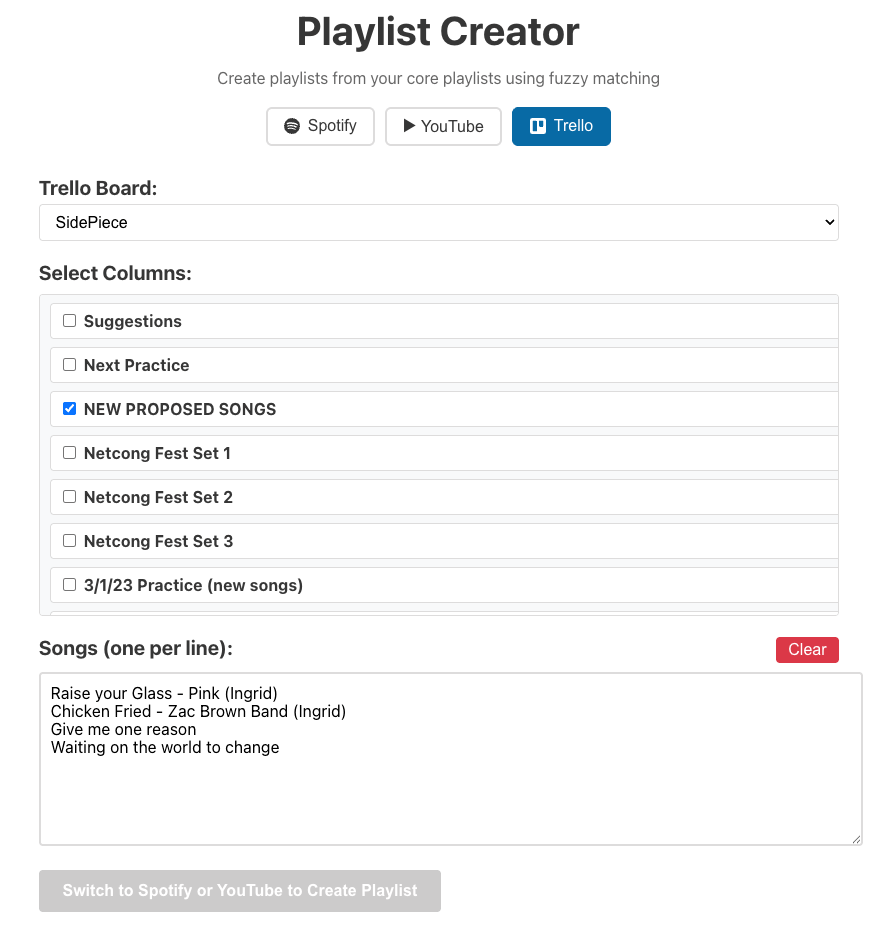 Playlist Creator
Create playlists from your core playlists using fuzzy matching
Spotify
YouTube
Trello
Trello Board:
SidePiece
Select Columns:
Suggestions
Next Practice
NEW PROPOSED SONGS
Netcong Fest Set 1
Netcong Fest Set 2
Netcong Fest Set 3
3/1/23 Practice (new songs)
Songs (one per line):
Clear
Raise your Glass - Pink (Ingrid)
Chicken Fried - Zac Brown Band (Ingrid)
Give me one reason
Waiting on the world to change
Switch to Spotify or YouTube to Create Playlist